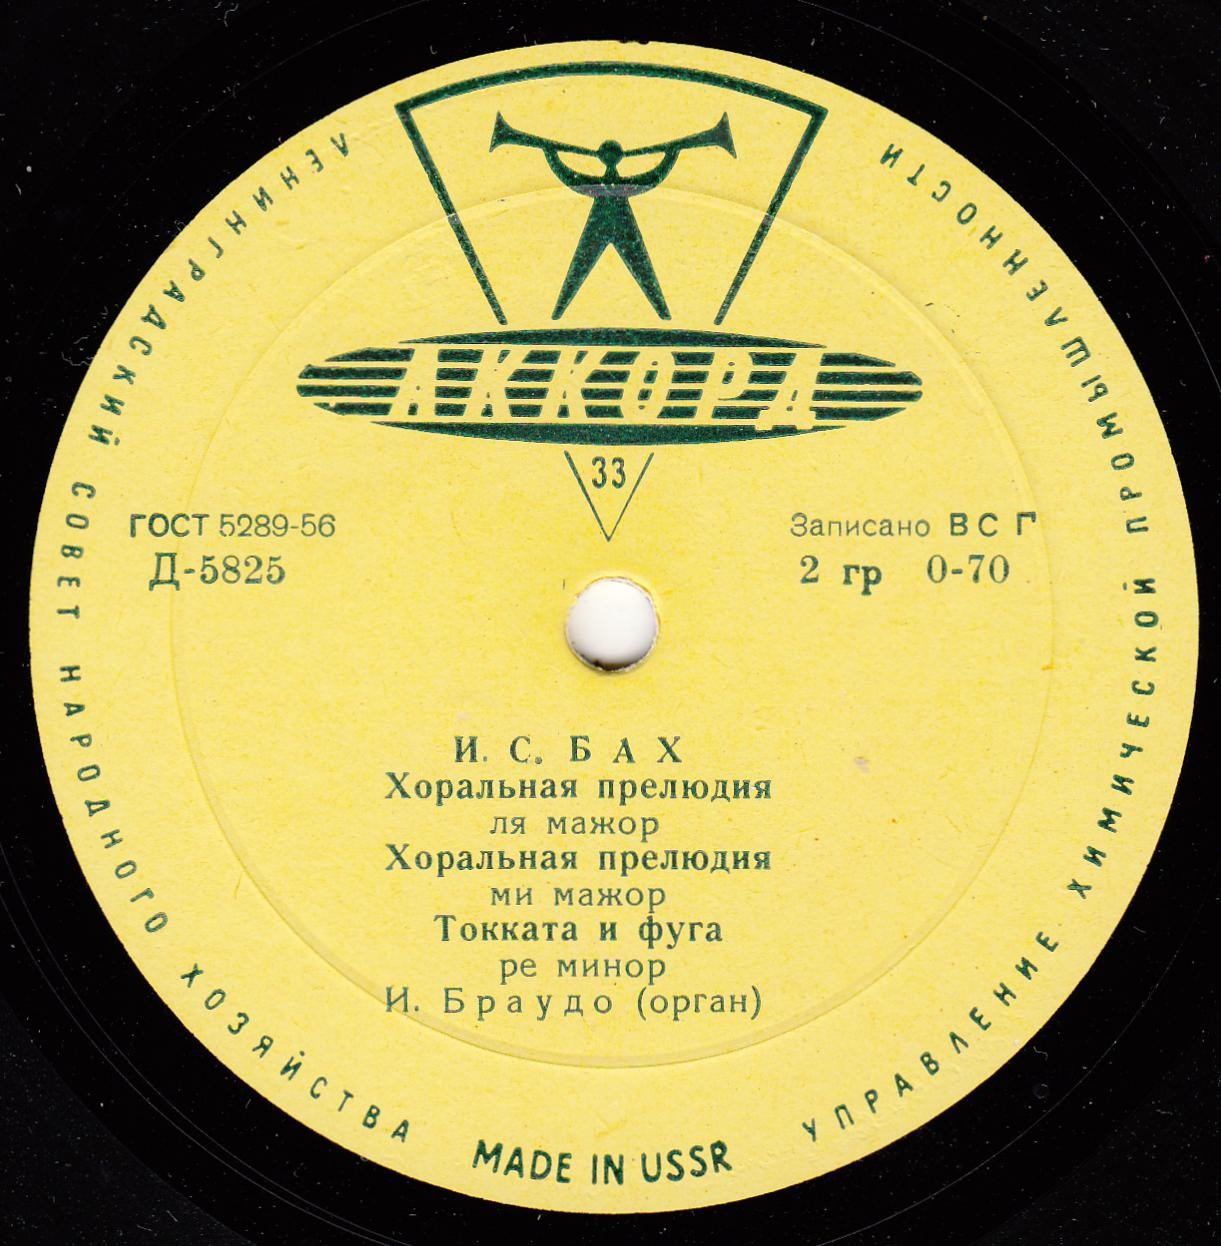 ЛЕНИНГРАДСКИЙ СОВЕТ НАРОДНОГО ХОЗЯЙСТВА
УПРАВЛЕНИЕ ХИМИЧЕСКОЙ ПРОМЫШЛЕННОСТИ
АККОРД
33
ГОСТ 5289-56
Д-5825
Записано ВСГ
2 гр 0-70
И. С. БАХ
Хоральная прелюдия
ля мажор
Хоральная прелюдия
ми мажор
Токката и фуга
ре минор
И. Браудо (орган)
MADE IN USSR